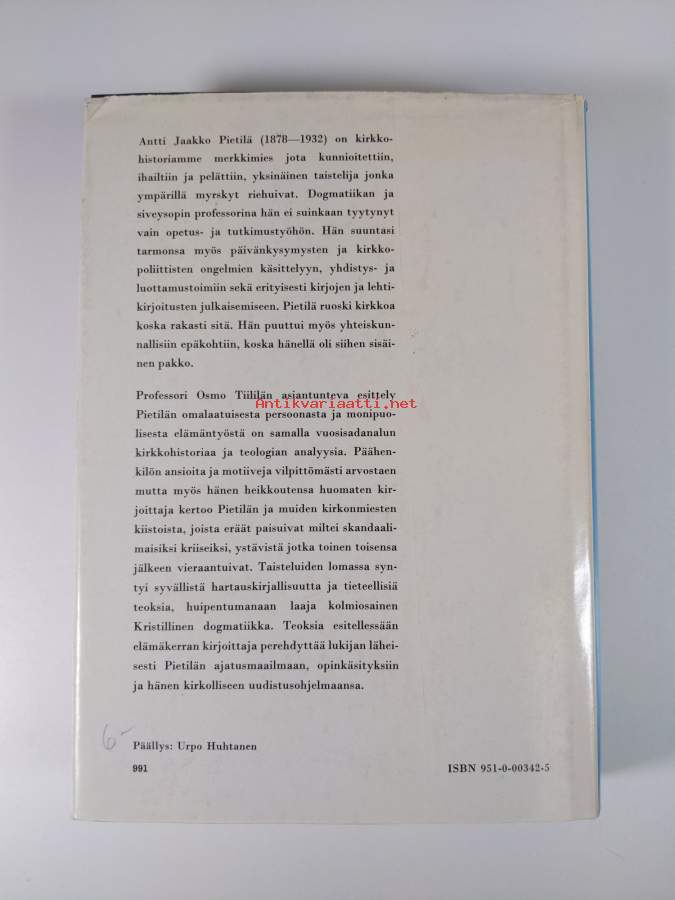 Antti Jaakko Pietilä (1878—1932) on kirkko-
historiamme merkkimies jota kunnioitettiin,
ihailtiin ja pelättiin, yksinäinen taistelija jonka
ympärillä myrskyt riehuivat. Dogmatiikan ja
siveysopin professorina hän ei suinkaan tyytynyt
vain opetus- ja tutkimustyöhön. Hän suuntasi
tarmonsa myös päivänkysymysten ja kirkko-
poliittisten ongelmien käsittelyyn, yhdistys- ja
luottamustoimiin sekä erityisesti kirjojen ja lehti-
kirjoitusten julkaisemiseen. Pietilä ruoski kirkkoa
koska rakasti sitä. Hän puuttui myös yhteiskun-
nallisiin epäkohtiin, koska hänellä oli siihen sisäi-
nen pakko.
Professori Osmo Tiililän asiantunteva esittely
Antikvariaatti.net
Pietilän omalaatuisesta persoonasta ja monipuo-
lisesta elämäntyöstä on samalla vuosisadanalun
kirkkohistoriaa ja teologian analyysia. Päähen-
kilön ansioita ja motiiveja vilpittömästi arvostaen
mutta myös hänen heikkoutensa huomaten kir-
joittaja kertoo Pietilän ja muiden kirkonmiesten
kiistoista, joista eräät paisuivat miltei skandaali-
maisiksi kriiseiksi, ystävistä jotka toinen toisensa
jälkeen vieraantuivat. Taisteluiden lomassa syn-
tyi syvällistä hartauskirjallisuutta ja tieteellisiä
teoksia, huipentumanaan laaja kolmiosainen
Kristillinen dogmatiikka. Teoksia esitellessään
elämäkerran kirjoittaja perehdyttää lukijan lähei-
sesti Pietilän ajatusmaailmaan, opinkäsityksiin
ja hänen kirkolliseen uudistusohjelmaansa.
6-
Päällys: Urpo Huhtanen
991
ISBN 951-0-00342-5